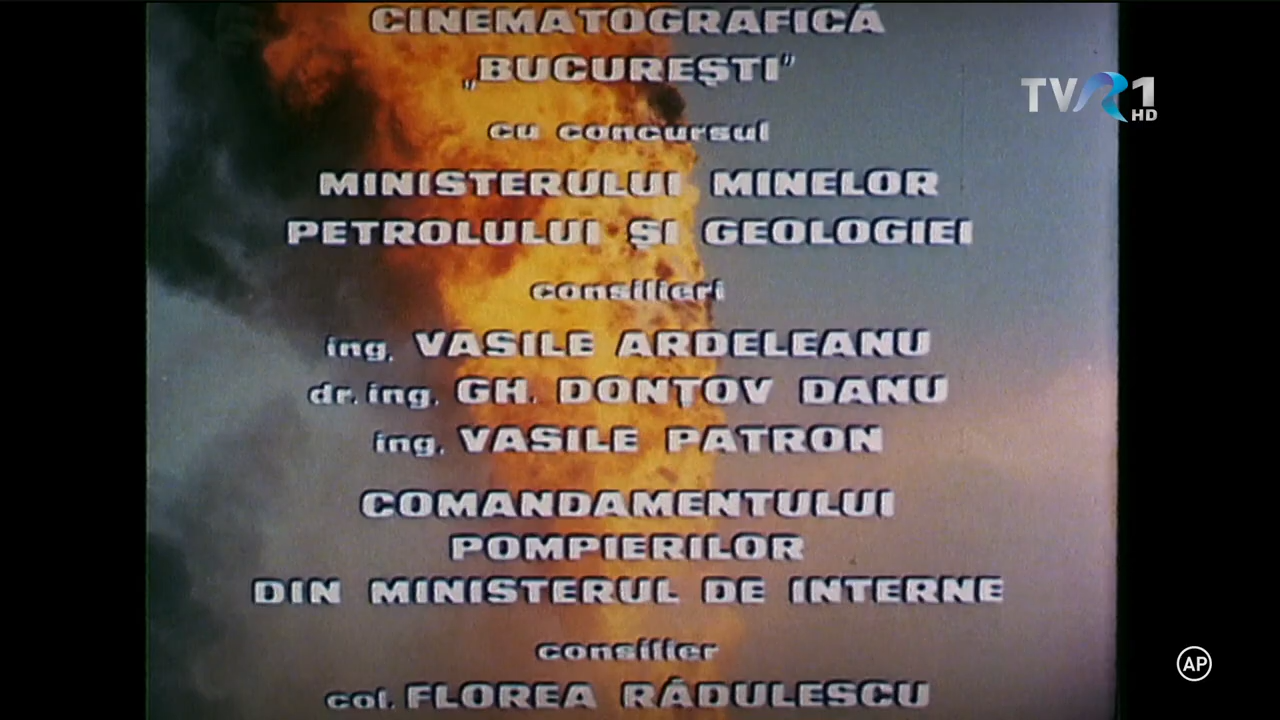 CINEMATOGRAFICĂ
„BUCUREȘTI”
cu concursul
MINISTERULUI MINELOR
PETROLULUI ȘI GEOLOGIEI
consilieri
ing. VASILE ARDELEANU
dr. ing. GH. DONȚOV DANU
ing. VASILE PATRON
COMANDAMENTULUI
POMPIERILOR
DIN MINISTERUL DE INTERNE
consilier
col. FLOREA RĂDULESCU
TVR1
HD
AP